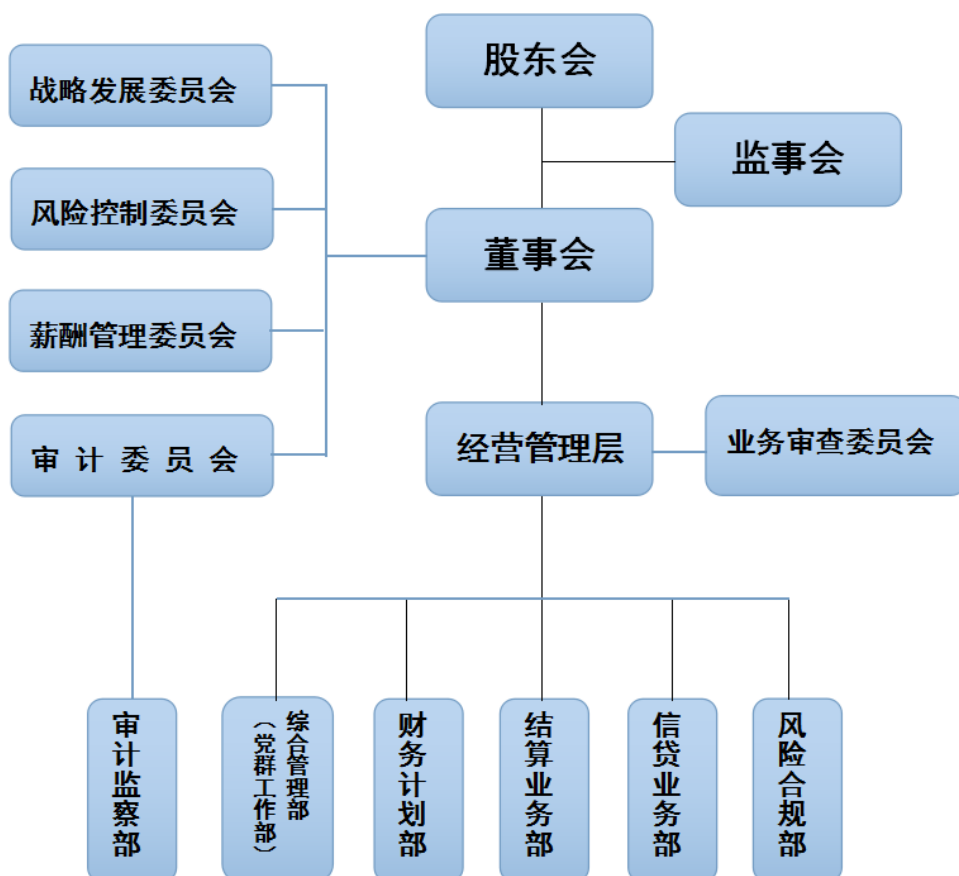 股东会
战略发展委员会
监事会
风险控制委员会
董事会
薪酬管理委员会
经营管理层
业务审查委员会
审计委员会
审计监察部
综合管理部
（党群工作部）
财务计划部
结算业务部
信贷业务部
风险合规部